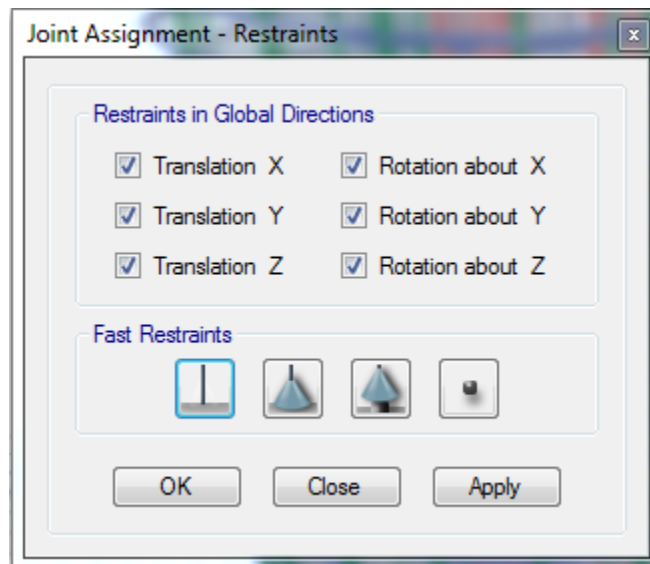 Joint Assignment - Restraints
x
Restraints in Global Directions
Translation X Rotation about X
Translation Y Rotation about Y
Translation Z Rotation about Z
Fast Restraints
OK Close Apply